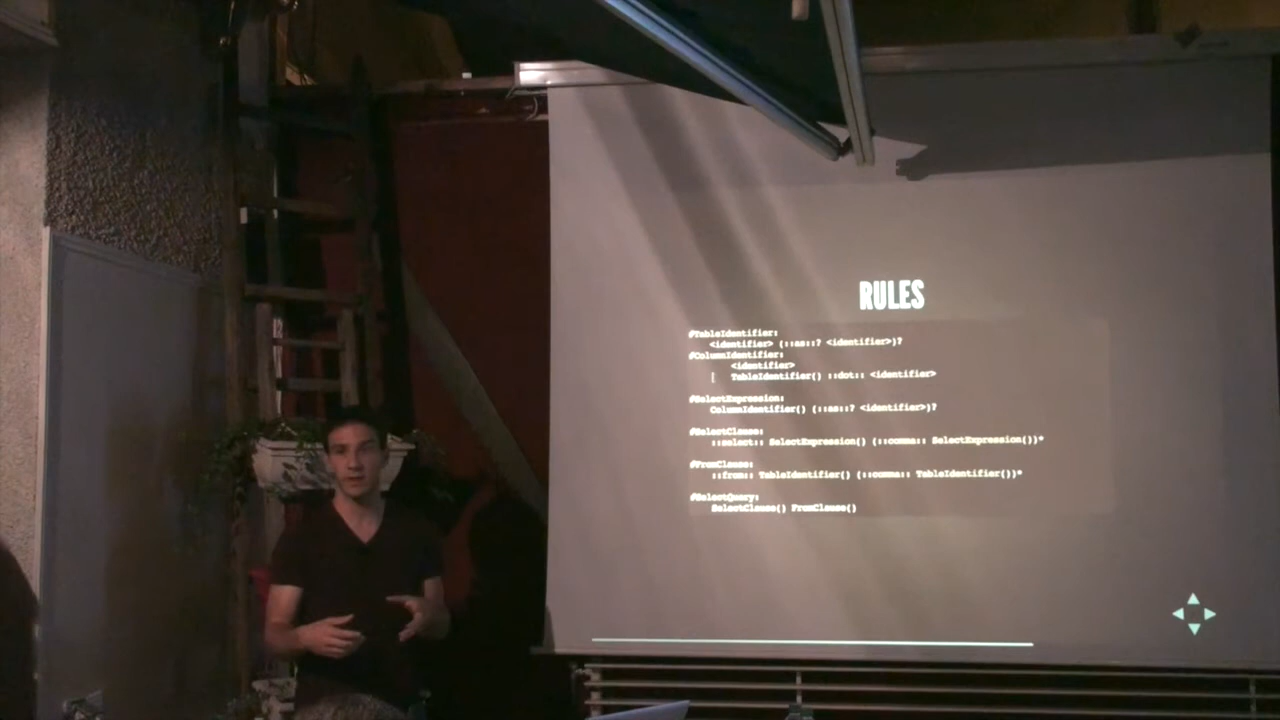 RULES
#TableIdentifier:
<identifier> (::as::? <identifier>)?
#ColumnIdentifier:
<identifier>
| TableIdentifier() ::dot:: <identifier>
#SelectExpression:
ColumnIdentifier() (::as::? <identifier>)?
#SelectClause:
::select:: SelectExpression() (::comma:: SelectExpression())*
#FromClause:
::from:: TableIdentifier() (::comma:: TableIdentifier())*
#SelectQuery:
SelectClause() FromClause()